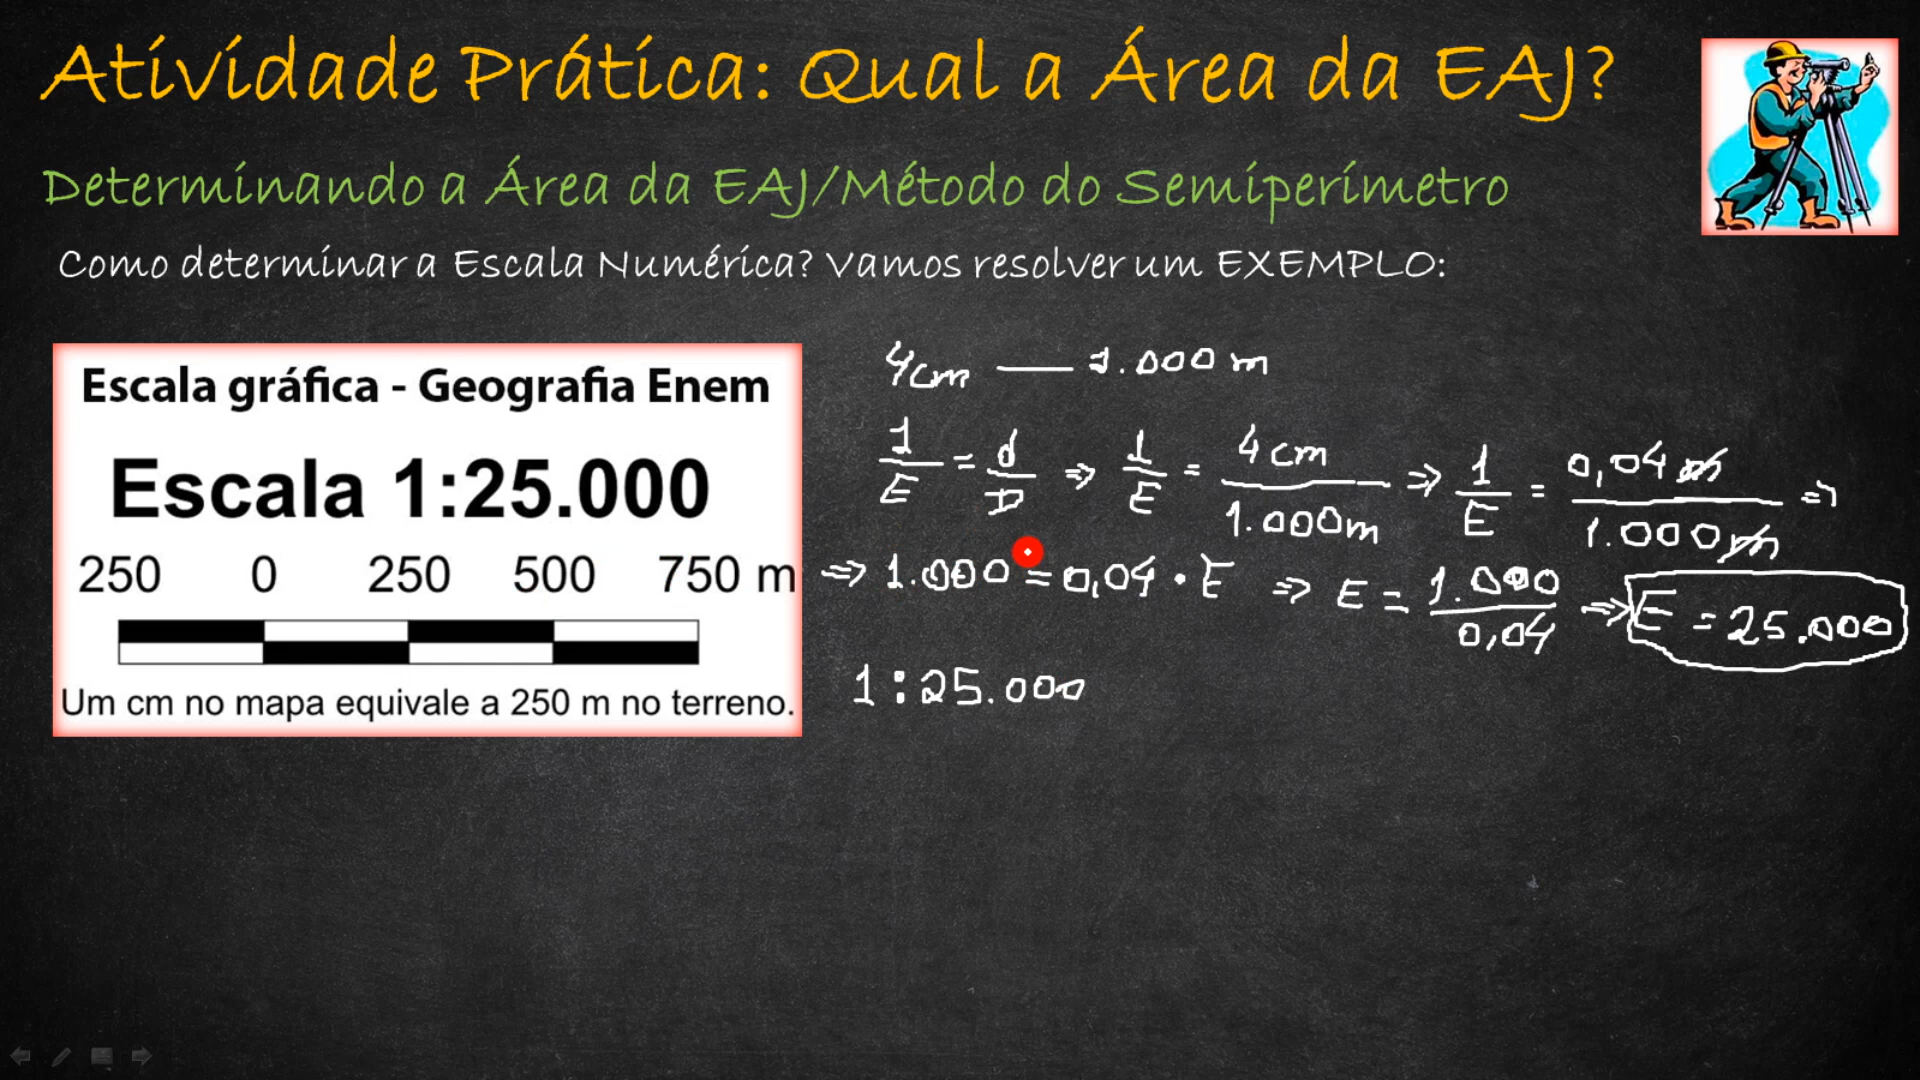 Atividade Prática: Qual a Área da EAJ?
Determinando a Área da EAJ/Método do Semiperímetro
Como determinar a Escala Numérica? Vamos resolver um EXEMPLO:
Escala gráfica - Geografia Enem
Escala 1:25.000
250 0 250 500 750 m
Um cm no mapa equivale a 250 m no terreno.
4cm — 1.000 m
1/E = d/D ⇒ 1/E = 4cm/1.000m ⇒ 1/E = 0,04 m/1.000 m ⇒
⇒ 1.000 = 0,04 • E ⇒ E = 1.000/0,04 ⇒ E = 25.000
1:25.000